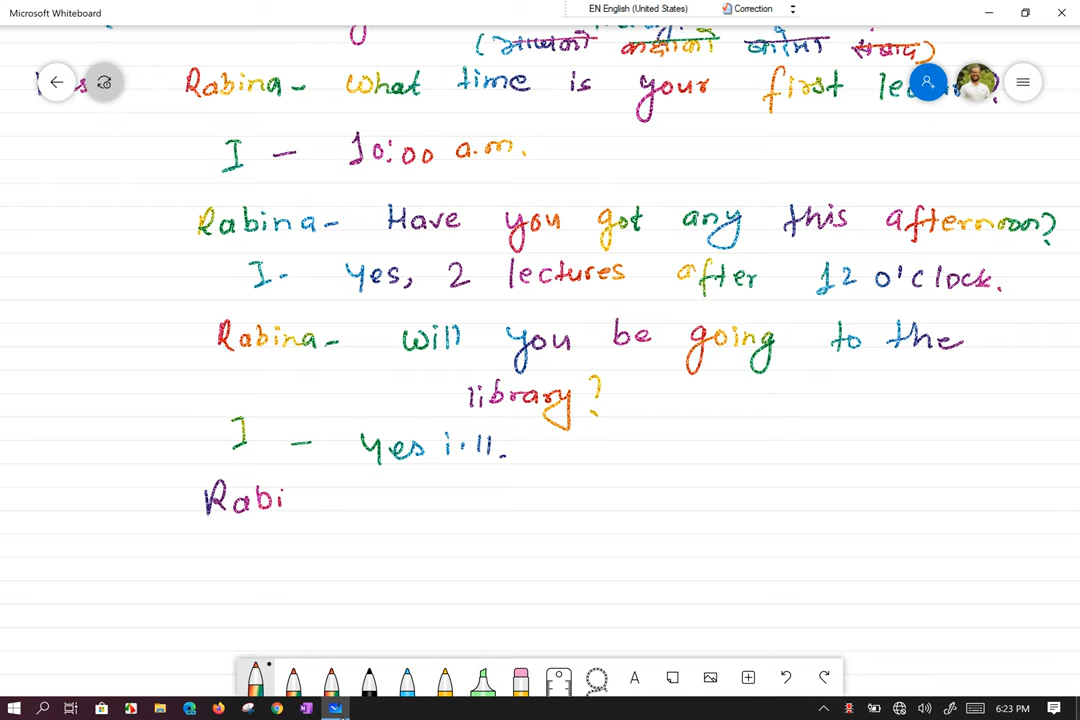 Microsoft Whiteboard
EN English (United States) Correction
Rabina- what time is your first
I - 10:00 a.m.
Rabina- Have you got any this afternoon?
I- yes, 2 lectures after 12 o'clock.
Rabina- will you be going to the
library?
I - yes i'll.
Rabi
6:23 PM